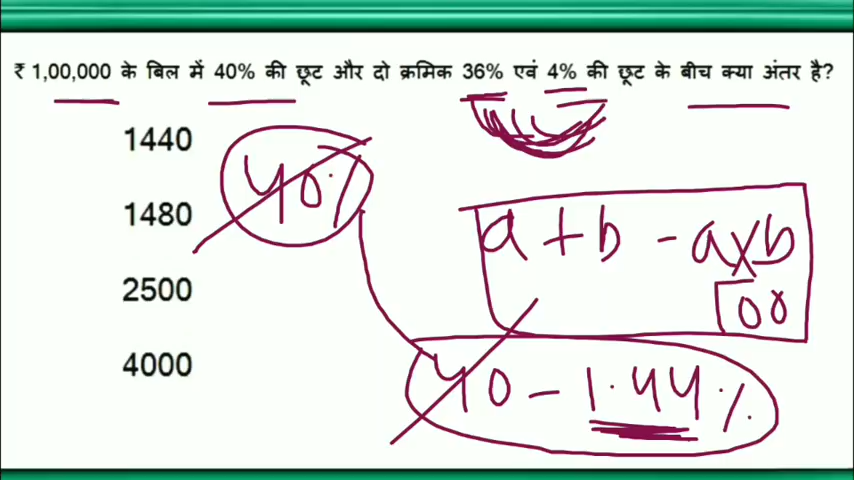 ₹ 1,00,000 के बिल में 40% की छूट और दो क्रमिक 36% एवं 4% की छूट के बीच क्या अंतर है?
1440
1480
2500
4000
40%
a + b - a×b
100
40 - 1.44%